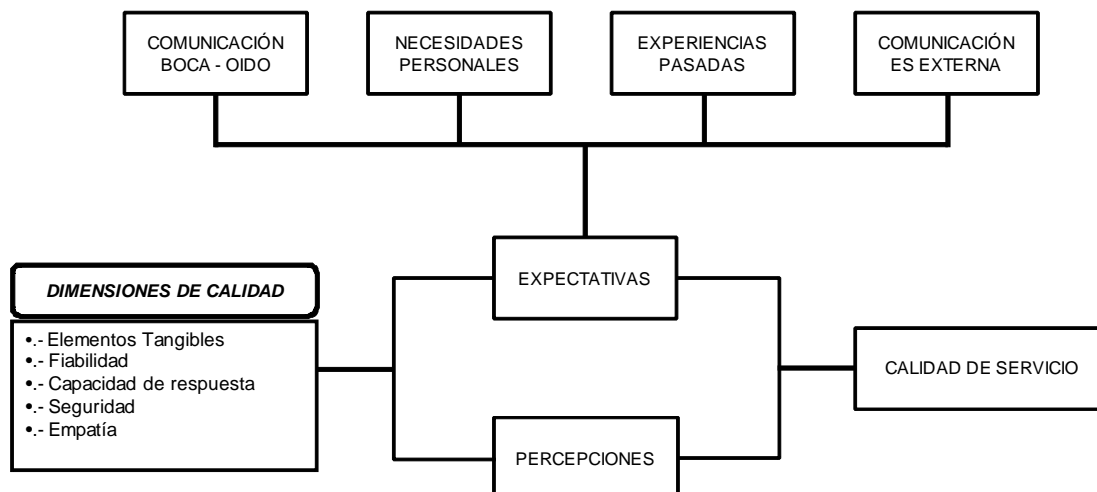 COMUNICACIÓN
BOCA - OIDO
NECESIDADES
PERSONALES
EXPERIENCIAS
PASADAS
COMUNICACIÓN
ES EXTERNA
EXPECTATIVAS
DIMENSIONES DE CALIDAD
•.- Elementos Tangibles
•.- Fiabilidad
•.- Capacidad de respuesta
•.- Seguridad
•.- Empatía
CALIDAD DE SERVICIO
PERCEPCIONES